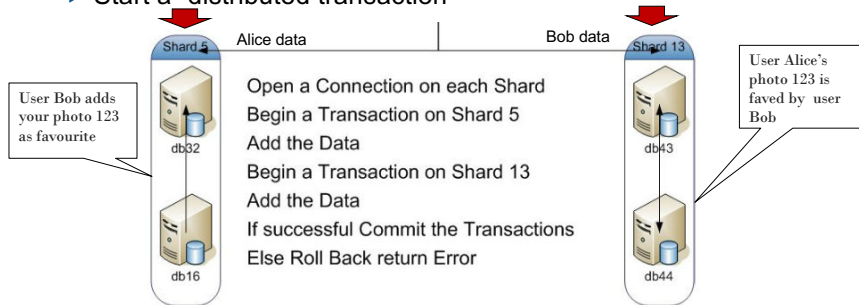 Start a distributed transaction
Shard 5
Alice data
Bob data
Shard 13
User Bob adds
your photo 123
as favourite
db32
db16
Open a Connection on each Shard
Begin a Transaction on Shard 5
Add the Data
Begin a Transaction on Shard 13
Add the Data
If successful Commit the Transactions
Else Roll Back return Error
db43
db44
User Alice's
photo 123 is
faved by user
Bob